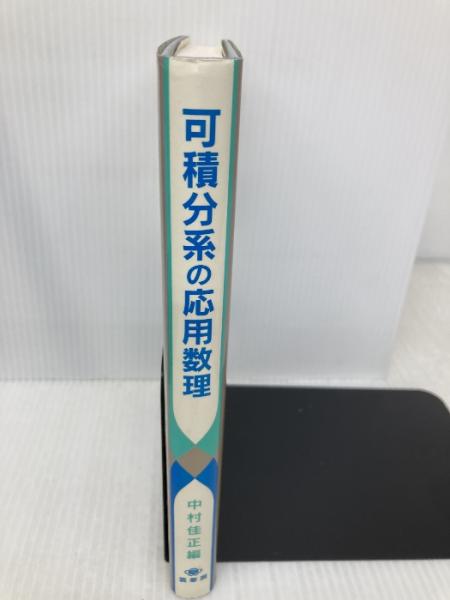 可積分系の応用数理
中村佳正編
裳華房